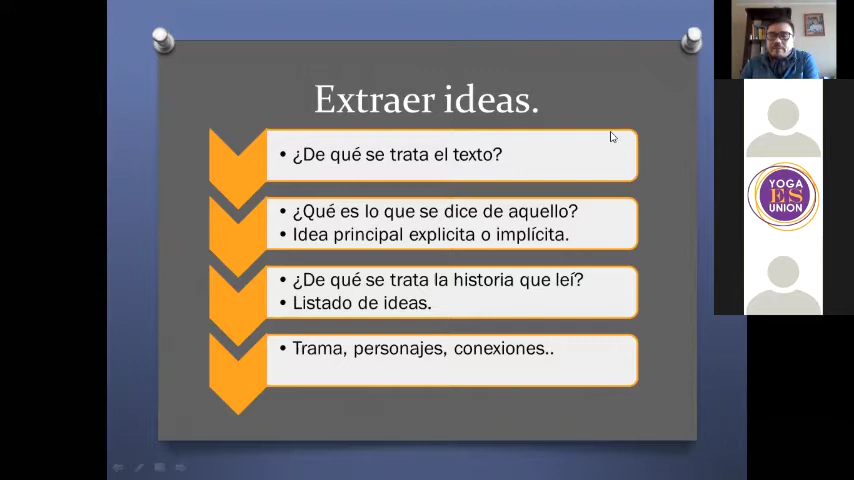 Extraer ideas.
• ¿De qué se trata el texto?
• ¿Qué es lo que se dice de aquello?
• Idea principal explicita o implícita.
• ¿De qué se trata la historia que leí?
• Listado de ideas.
• Trama, personajes, conexiones..
YOGA
ES
UNION